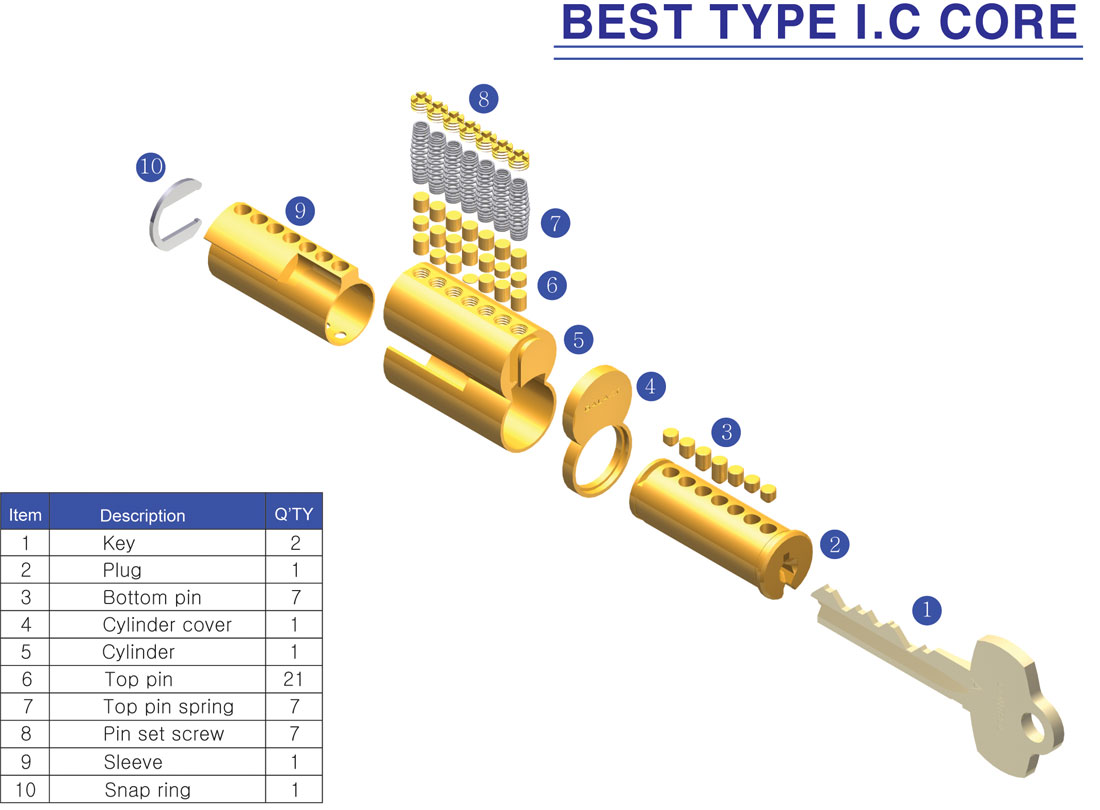 BEST TYPE I.C CORE
8
10
9
7
6
5
4
3
2
1
Item Description Q'TY
1 Key 2
2 Plug 1
3 Bottom pin 7
4 Cylinder cover 1
5 Cylinder 1
6 Top pin 21
7 Top pin spring 7
8 Pin set screw 7
9 Sleeve 1
10 Snap ring 1